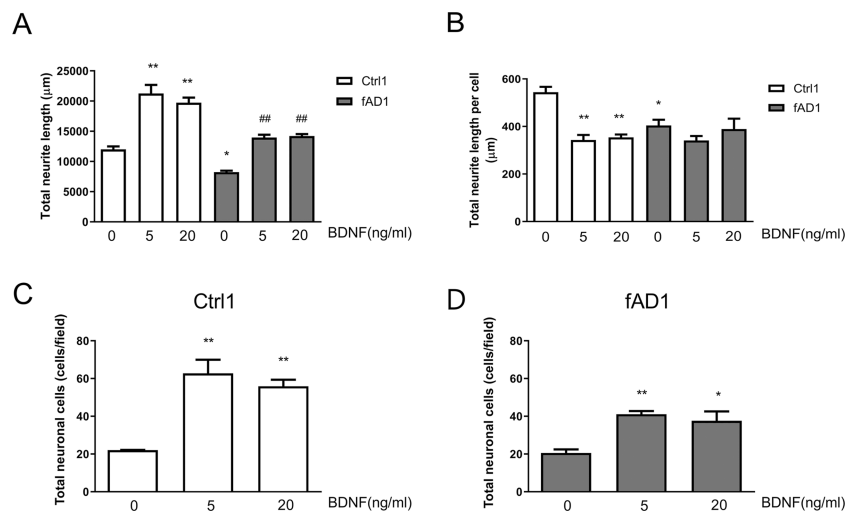 A
Total neurite length (μm)
25000
20000
15000
10000
5000
0
** ** * ## ##
Ctrl1
fAD1
0 5 20 0 5 20 BDNF(ng/ml)
B
Total neurite length per cell
(μm)
600
400
200
0
** ** *
Ctrl1
fAD1
0 5 20 0 5 20 BDNF(ng/ml)
C
Ctrl1
Total neuronal cells (cells/field)
80
60
40
20
0
** **
0 5 20 BDNF(ng/ml)
D
fAD1
Total neuronal cells (cells/field)
80
60
40
20
0
** *
0 5 20 BDNF(ng/ml)